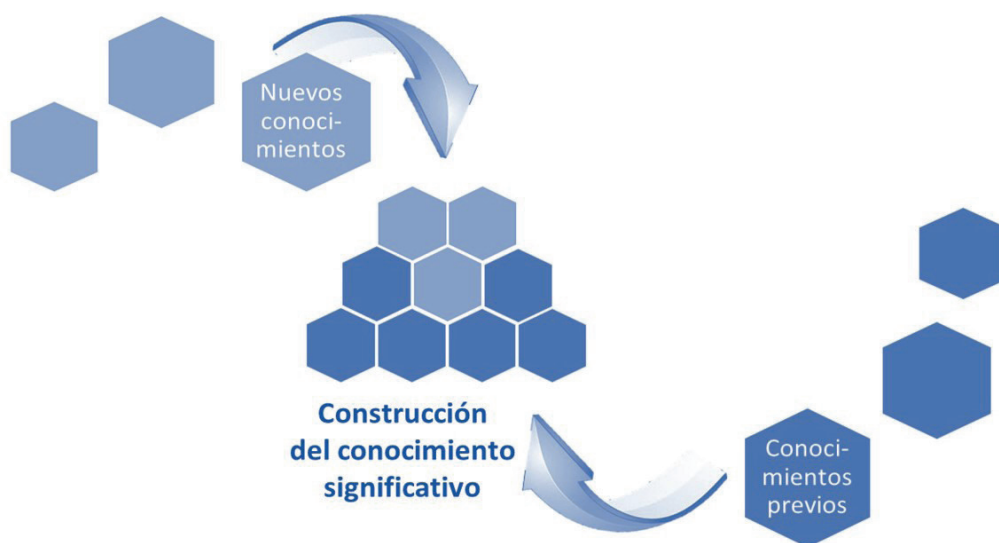 Nuevos
conoci-
mientos
Construcción
del conocimiento
significativo
Conoci-
mientos
previos